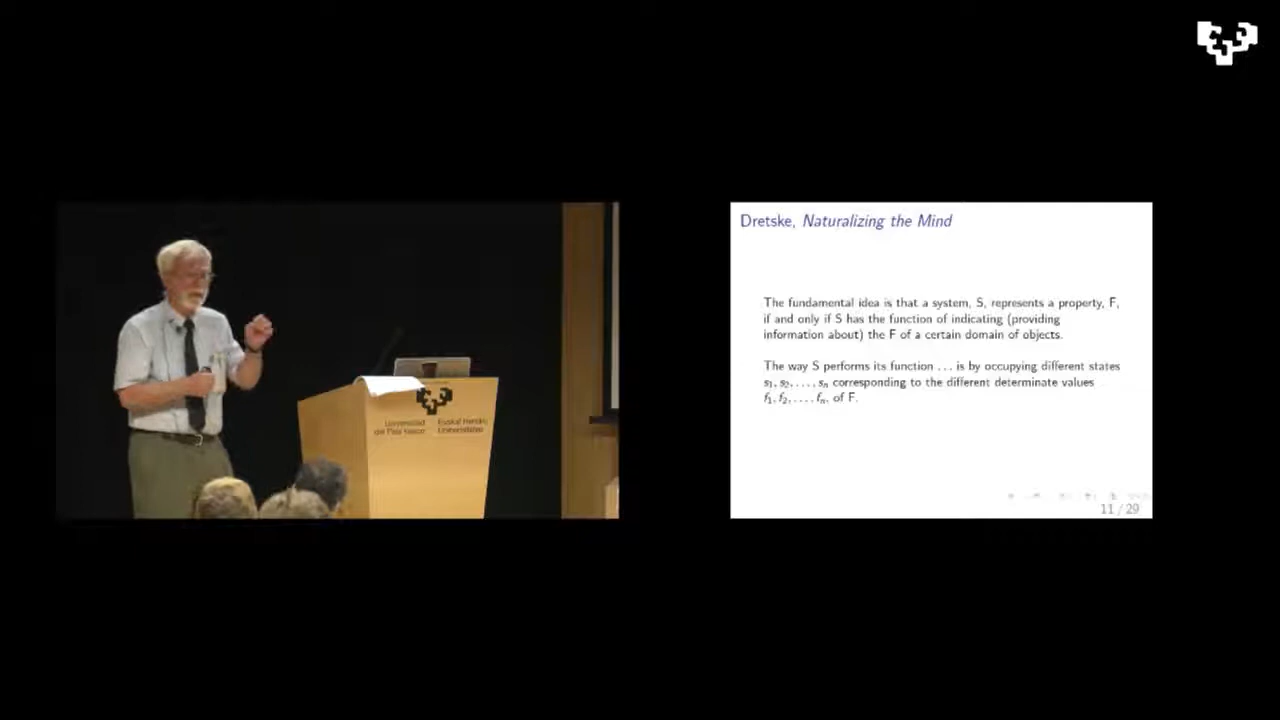 Dretske, Naturalizing the Mind
The fundamental idea is that a system, S, represents a property, F,
if and only if S has the function of indicating (providing
information about) the F of a certain domain of objects.
The way S performs its function . . . is by occupying different states
s₁, s₂, . . . , sₙ corresponding to the different determinate values
f₁, f₂, . . . , fₙ, of F.
11 / 29
Universidad
del País Vasco
Euskal Herriko
Unibertsitatea